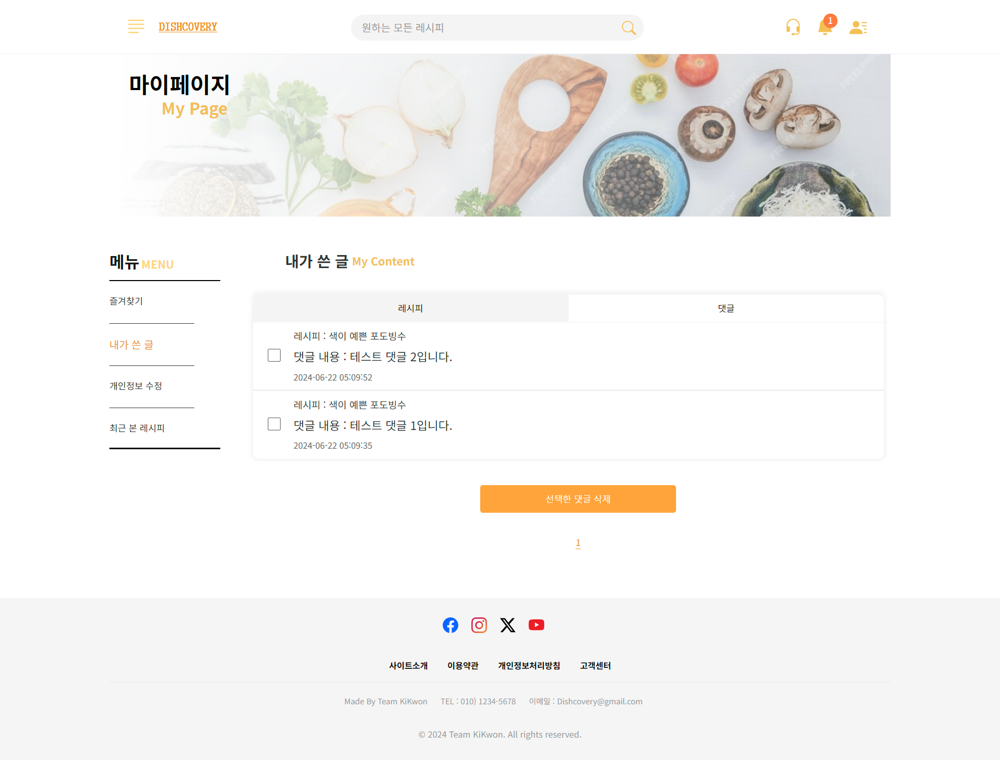 DISHCOVERY
원하는 모든 레시피
1
마이페이지
My Page
메뉴 MENU
즐겨찾기
내가 쓴 글
개인정보 수정
최근 본 레시피
내가 쓴 글 My Content
레시피 댓글
레시피 : 색이 예쁜 포도빙수
댓글 내용 : 테스트 댓글 2입니다.
2024-06-22 05:09:52
레시피 : 색이 예쁜 포도빙수
댓글 내용 : 테스트 댓글 1입니다.
2024-06-22 05:09:35
선택한 댓글 삭제
1
사이트소개 이용약관 개인정보처리방침 고객센터
Made By Team KiKwon TEL : 010) 1234-5678 이메일 : Dishcovery@gmail.com
© 2024 Team KiKwon. All rights reserved.